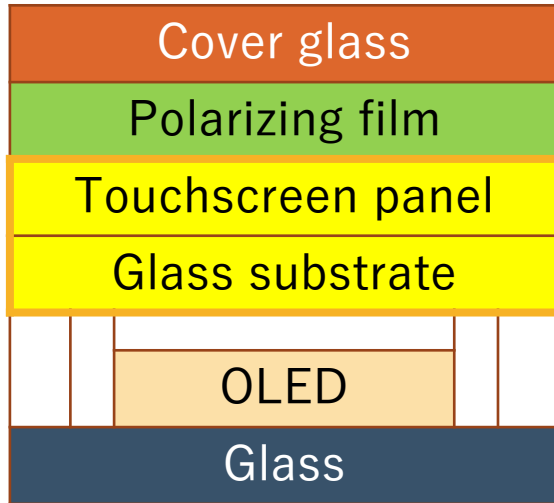 Cover glass
Polarizing film
Touchscreen panel
Glass substrate
OLED
Glass